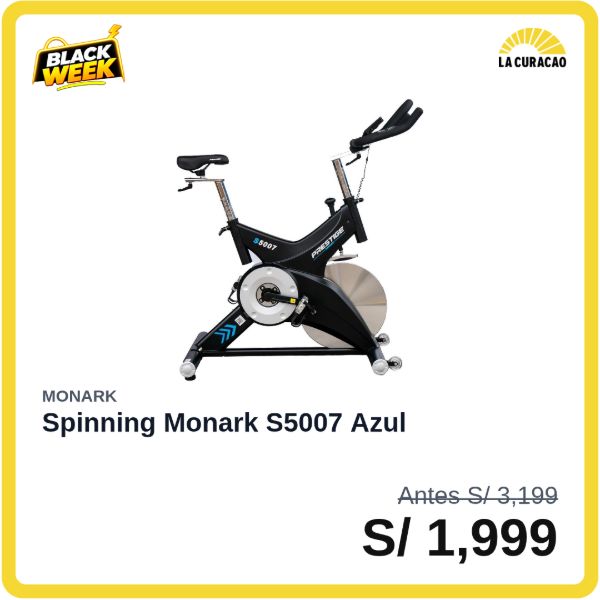 BLACK
WEEK
LA CURACAO
S5007
PRESTIGE
MONARK
Spinning Monark S5007 Azul
Antes S/ 3,199
S/ 1,999